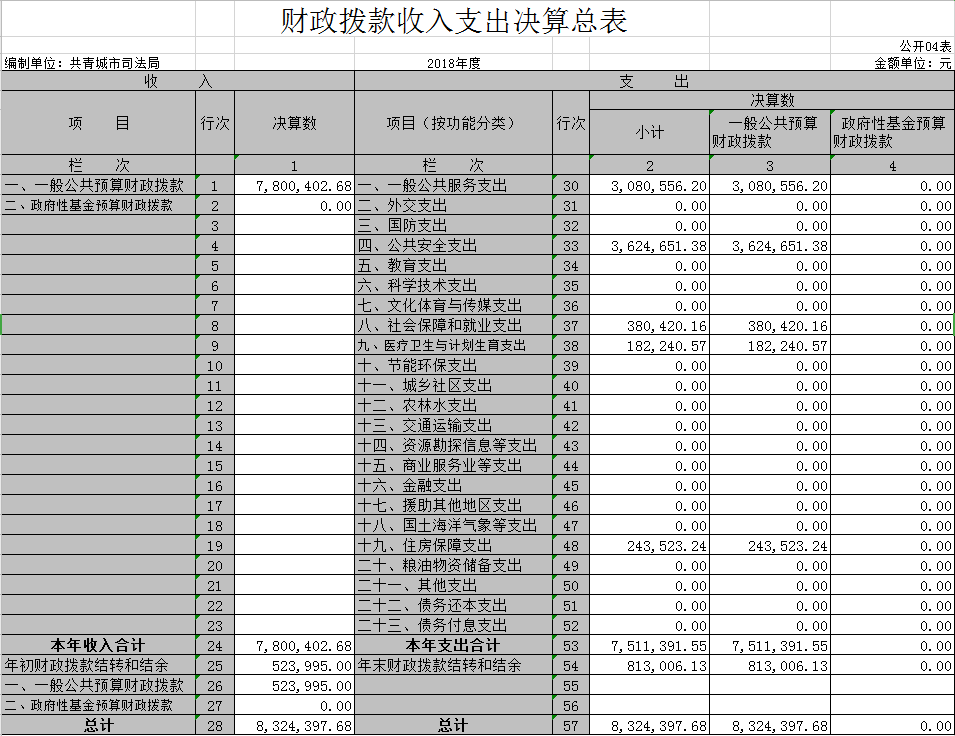 财政拨款收入支出决算总表
公开04表
编制单位：共青城市司法局 2018年度 金额单位：元
收 入 支 出
项 目 行次 决算数 项目（按功能分类） 行次 决算数
小计 一般公共预算财政拨款 政府性基金预算财政拨款
栏 次 1 栏 次 2 3 4
一、一般公共预算财政拨款 1 7,800,402.68 一、一般公共服务支出 30 3,080,556.20 3,080,556.20 0.00
二、政府性基金预算财政拨款 2 0.00 二、外交支出 31 0.00 0.00 0.00
3 三、国防支出 32 0.00 0.00 0.00
4 四、公共安全支出 33 3,624,651.38 3,624,651.38 0.00
5 五、教育支出 34 0.00 0.00 0.00
6 六、科学技术支出 35 0.00 0.00 0.00
7 七、文化体育与传媒支出 36 0.00 0.00 0.00
8 八、社会保障和就业支出 37 380,420.16 380,420.16 0.00
9 九、医疗卫生与计划生育支出 38 182,240.57 182,240.57 0.00
10 十、节能环保支出 39 0.00 0.00 0.00
11 十一、城乡社区支出 40 0.00 0.00 0.00
12 十二、农林水支出 41 0.00 0.00 0.00
13 十三、交通运输支出 42 0.00 0.00 0.00
14 十四、资源勘探信息等支出 43 0.00 0.00 0.00
15 十五、商业服务业等支出 44 0.00 0.00 0.00
16 十六、金融支出 45 0.00 0.00 0.00
17 十七、援助其他地区支出 46 0.00 0.00 0.00
18 十八、国土海洋气象等支出 47 0.00 0.00 0.00
19 十九、住房保障支出 48 243,523.24 243,523.24 0.00
20 二十、粮油物资储备支出 49 0.00 0.00 0.00
21 二十一、其他支出 50 0.00 0.00 0.00
22 二十二、债务还本支出 51 0.00 0.00 0.00
23 二十三、债务付息支出 52 0.00 0.00 0.00
本年收入合计 24 7,800,402.68 本年支出合计 53 7,511,391.55 7,511,391.55 0.00
年初财政拨款结转和结余 25 523,995.00 年末财政拨款结转和结余 54 813,006.13 813,006.13 0.00
一、一般公共预算财政拨款 26 523,995.00 55
二、政府性基金预算财政拨款 27 0.00 56
总计 28 8,324,397.68 总计 57 8,324,397.68 8,324,397.68 0.00